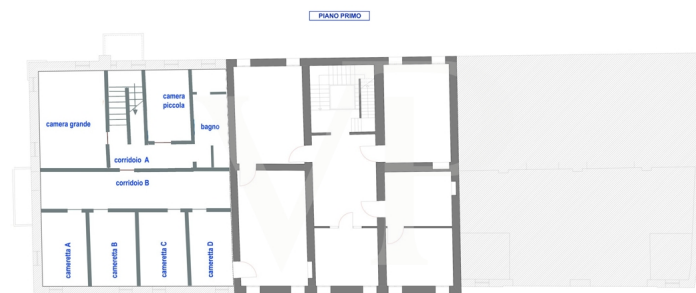 PIANO PRIMO
camera grande
camera
piccola
bagno
corridoio A
corridoio B
cameretta A
cameretta B
cameretta C
cameretta D